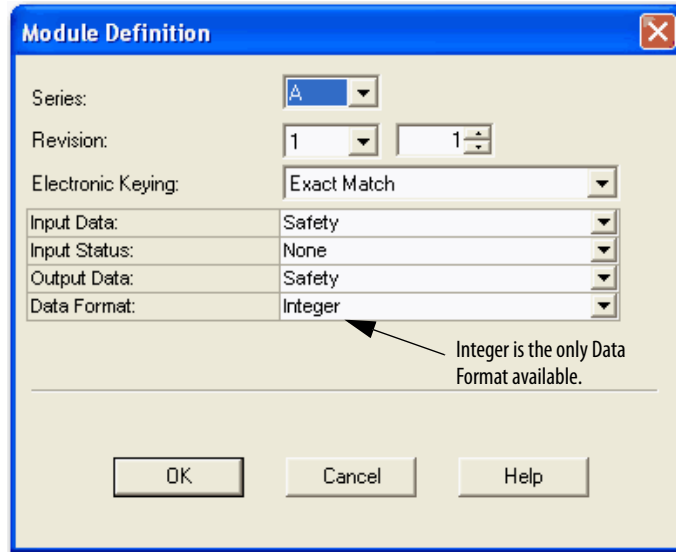 Module Definition
Series: A
Revision: 1 1
Electronic Keying: Exact Match
Input Data: Safety
Input Status: None
Output Data: Safety
Data Format: Integer
Integer is the only Data
Format available.
OK Cancel Help